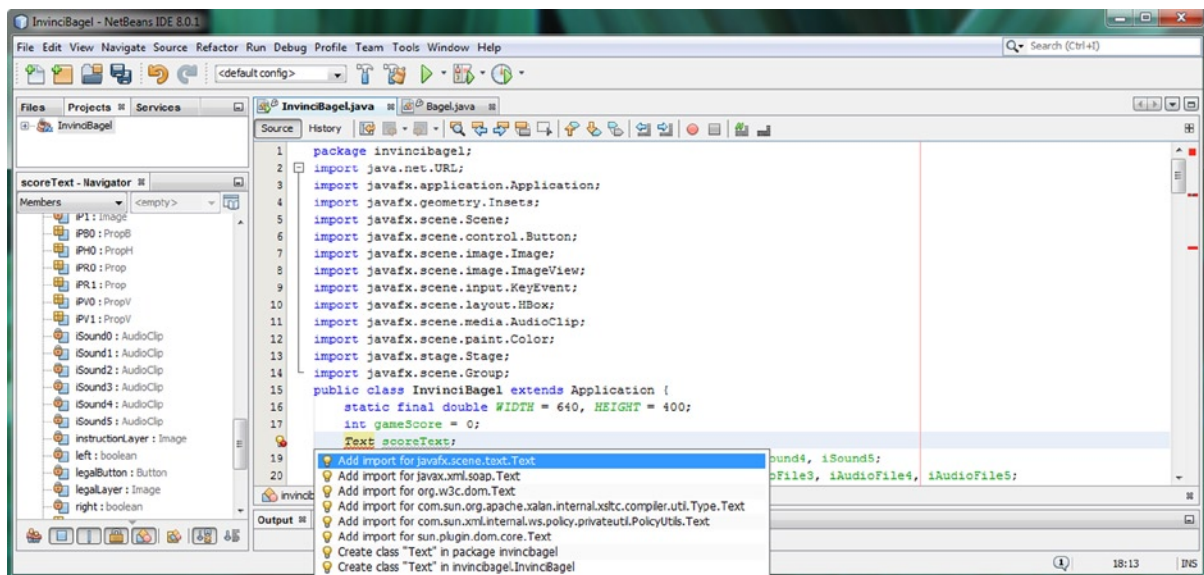 InvinciBagel - NetBeans IDE 8.0.1
File Edit View Navigate Source Refactor Run Debug Profile Team Tools Window Help
Search (Ctrl+I)
<default config>
Files Projects Services
InvinciBagel
InvinciBagel.java Bagel.java
Source History
scoreText - Navigator
Members <empty>
iP1 : Image
iPB0 : PropB
iPH0 : PropH
iPR0 : Prop
iPR1 : Prop
iPV0 : PropV
iPV1 : PropV
iSound0 : AudioClip
iSound1 : AudioClip
iSound2 : AudioClip
iSound3 : AudioClip
iSound4 : AudioClip
iSound5 : AudioClip
instructionLayer : Image
left : boolean
legalButton : Button
legalLayer : Image
right : boolean
1 package invincibagel;
2 import java.net.URL;
3 import javafx.application.Application;
4 import javafx.geometry.Insets;
5 import javafx.scene.Scene;
6 import javafx.scene.control.Button;
7 import javafx.scene.image.Image;
8 import javafx.scene.image.ImageView;
9 import javafx.scene.input.KeyEvent;
10 import javafx.scene.layout.HBox;
11 import javafx.scene.media.AudioClip;
12 import javafx.scene.paint.Color;
13 import javafx.stage.Stage;
14 import javafx.scene.Group;
15 public class InvinciBagel extends Application {
16 static final double WIDTH = 640, HEIGHT = 400;
17 int gameScore = 0;
Text scoreText;
19 ound4, iSound5;
20 oFile3, iAudioFile4, iAudioFile5;
invincib
Output
Add import for javafx.scene.text.Text
Add import for javax.xml.soap.Text
Add import for org.w3c.dom.Text
Add import for com.sun.org.apache.xalan.internal.xsltc.compiler.util.Type.Text
Add import for com.sun.xml.internal.ws.policy.privateutil.PolicyUtils.Text
Add import for sun.plugin.dom.core.Text
Create class "Text" in package invincibagel
Create class "Text" in invincibagel.InvinciBagel
1 18:13 INS